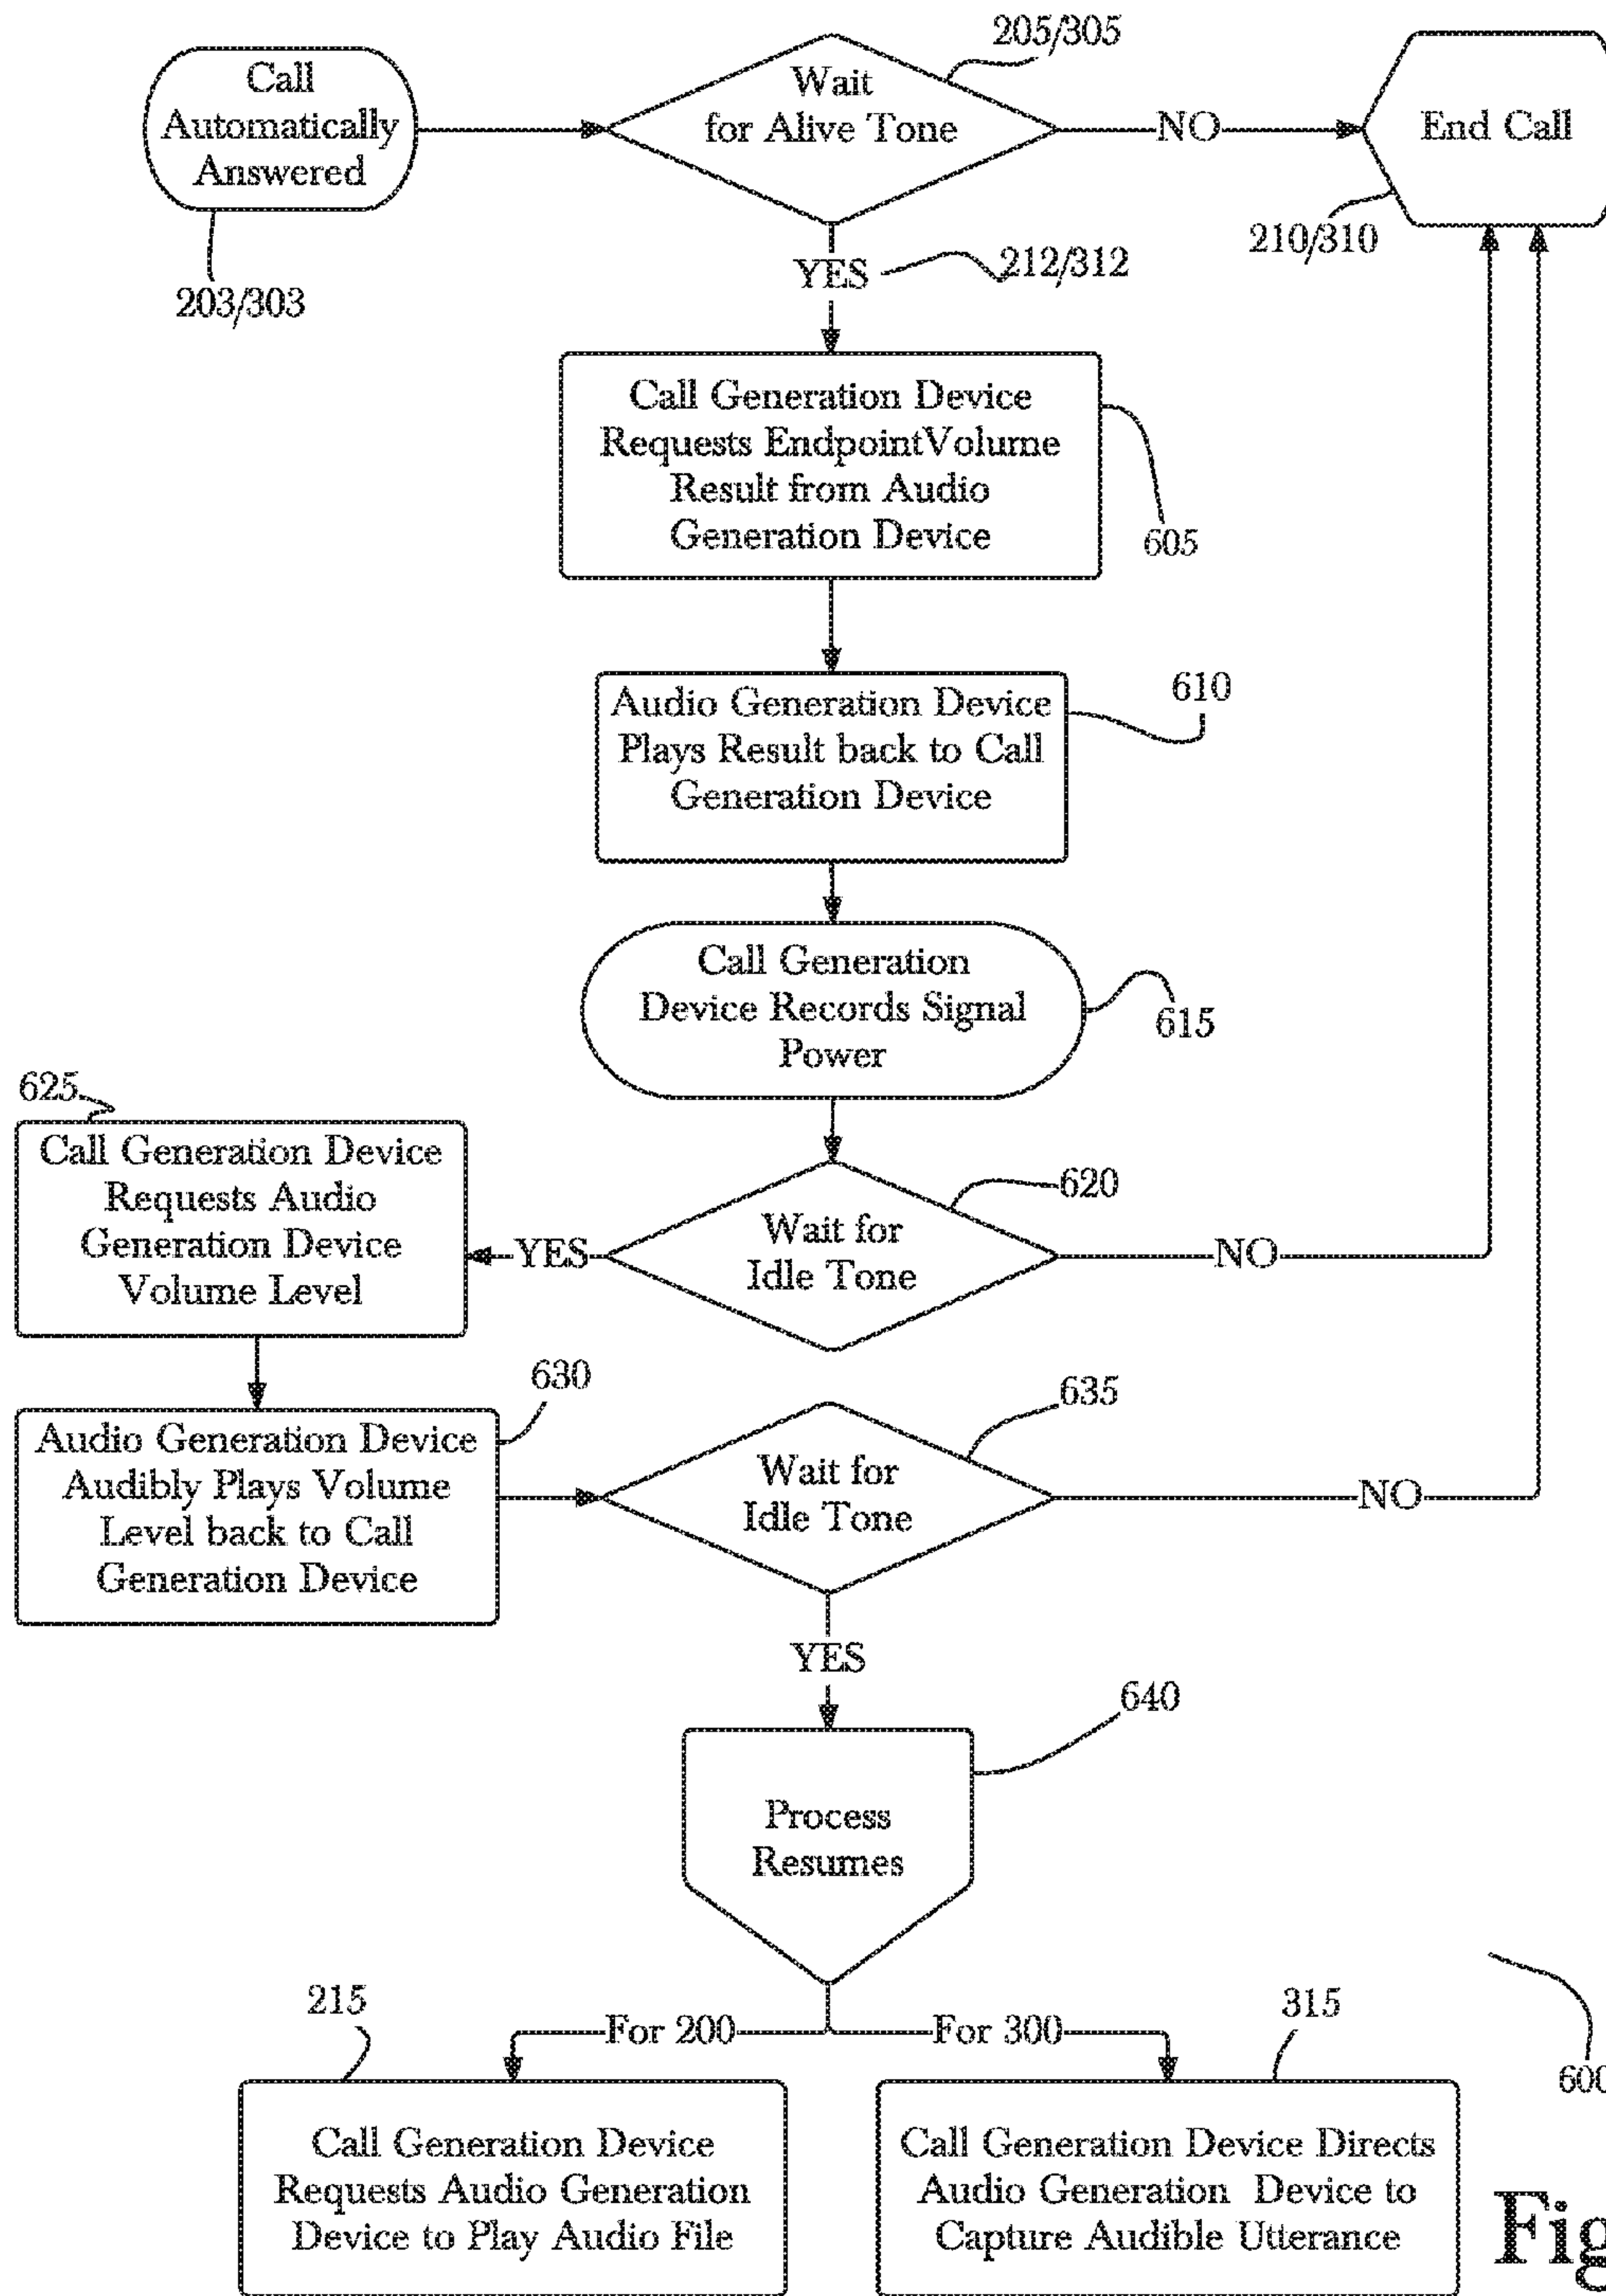 205/305
Call
Automatically
Answered
Wait
for Alive Tone
NO
End Call
203/303
YES
212/312
210/310
Call Generation Device
Requests EndpointVolume
Result from Audio
Generation Device
605
Audio Generation Device
Plays Result back to Call
Generation Device
610
Call Generation
Device Records Signal
Power
615
625
Call Generation Device
Requests Audio
Generation Device
Volume Level
YES
Wait for
Idle Tone
620
NO
Audio Generation Device
Audibly Plays Volume
Level back to Call
Generation Device
630
Wait for
Idle Tone
635
NO
YES
Process
Resumes
640
For 200
For 300
215
315
600
Call Generation Device
Requests Audio Generation
Device to Play Audio File
Call Generation Device Directs
Audio Generation Device to
Capture Audible Utterance
Fig